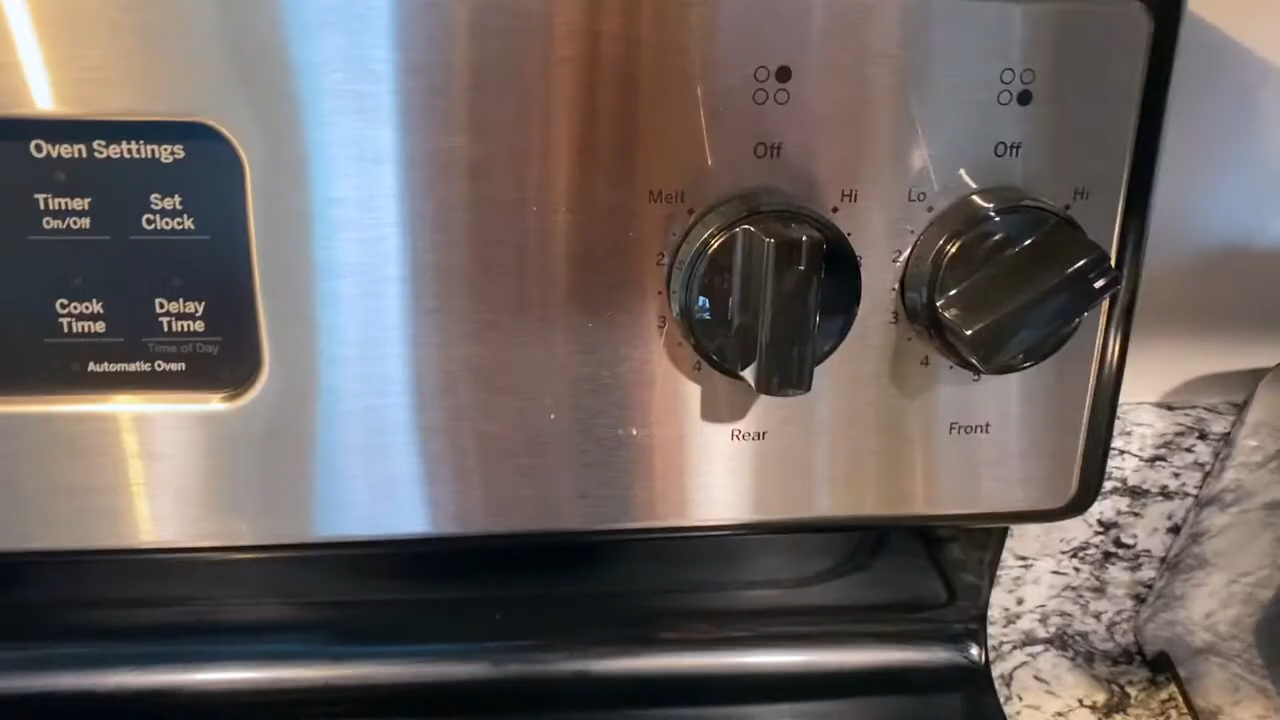 Oven Settings
Timer
On/Off
Set
Clock
Cook
Time
Delay
Time
Time of Day
Automatic Oven
Off
Melt
Hi
2
3
4
Rear
Off
Lo
Hi
2
3
4
5
Front